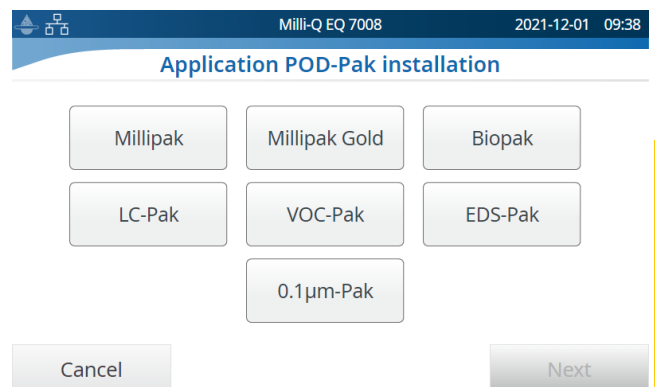 Milli-Q EQ 7008 2021-12-01 09:38
Application POD-Pak installation
Millipak Millipak Gold Biopak
LC-Pak VOC-Pak EDS-Pak
0.1µm-Pak
Cancel Next